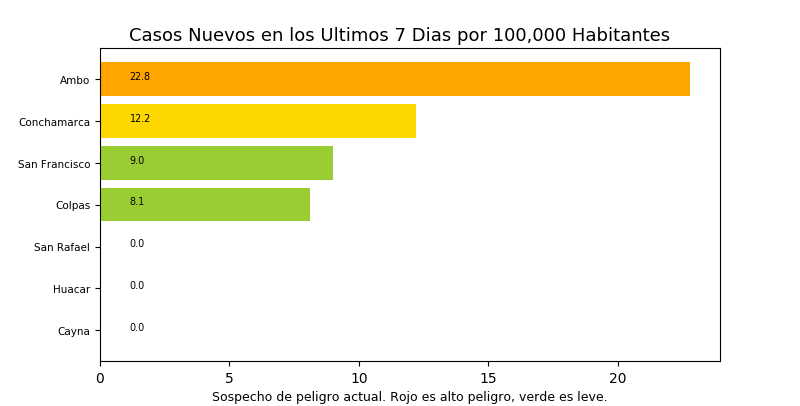 Casos Nuevos en los Ultimos 7 Dias por 100,000 Habitantes
Ambo 22.8
Conchamarca 12.2
San Francisco 9.0
Colpas 8.1
San Rafael 0.0
Huacar 0.0
Cayna 0.0
0 5 10 15 20
Sospecho de peligro actual. Rojo es alto peligro, verde es leve.